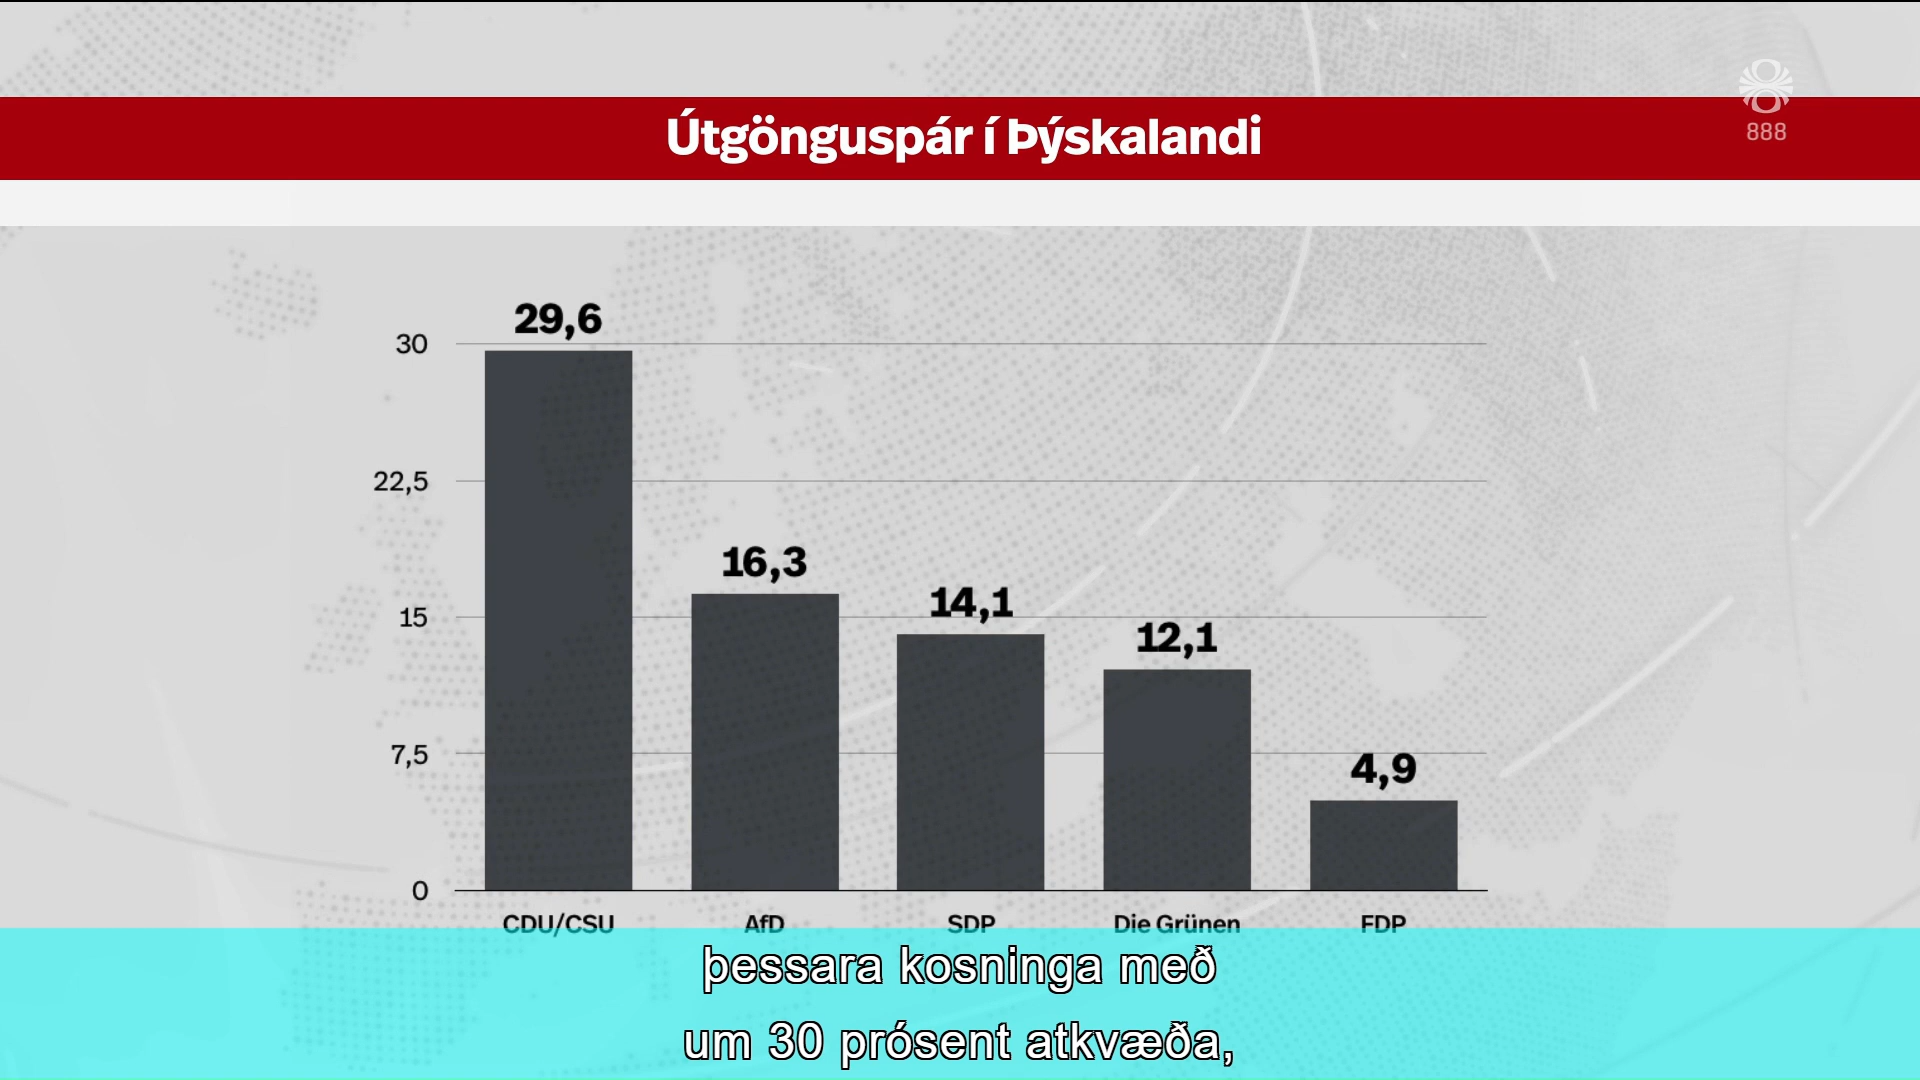 Útgönguspár í Þýskalandi
888
29,6
30
22,5
16,3
15
14,1
12,1
7,5
4,9
0
CDU/CSU AfD SDP Die Grünen FDP
þessara kosninga með
um 30 prósent atkvæða,